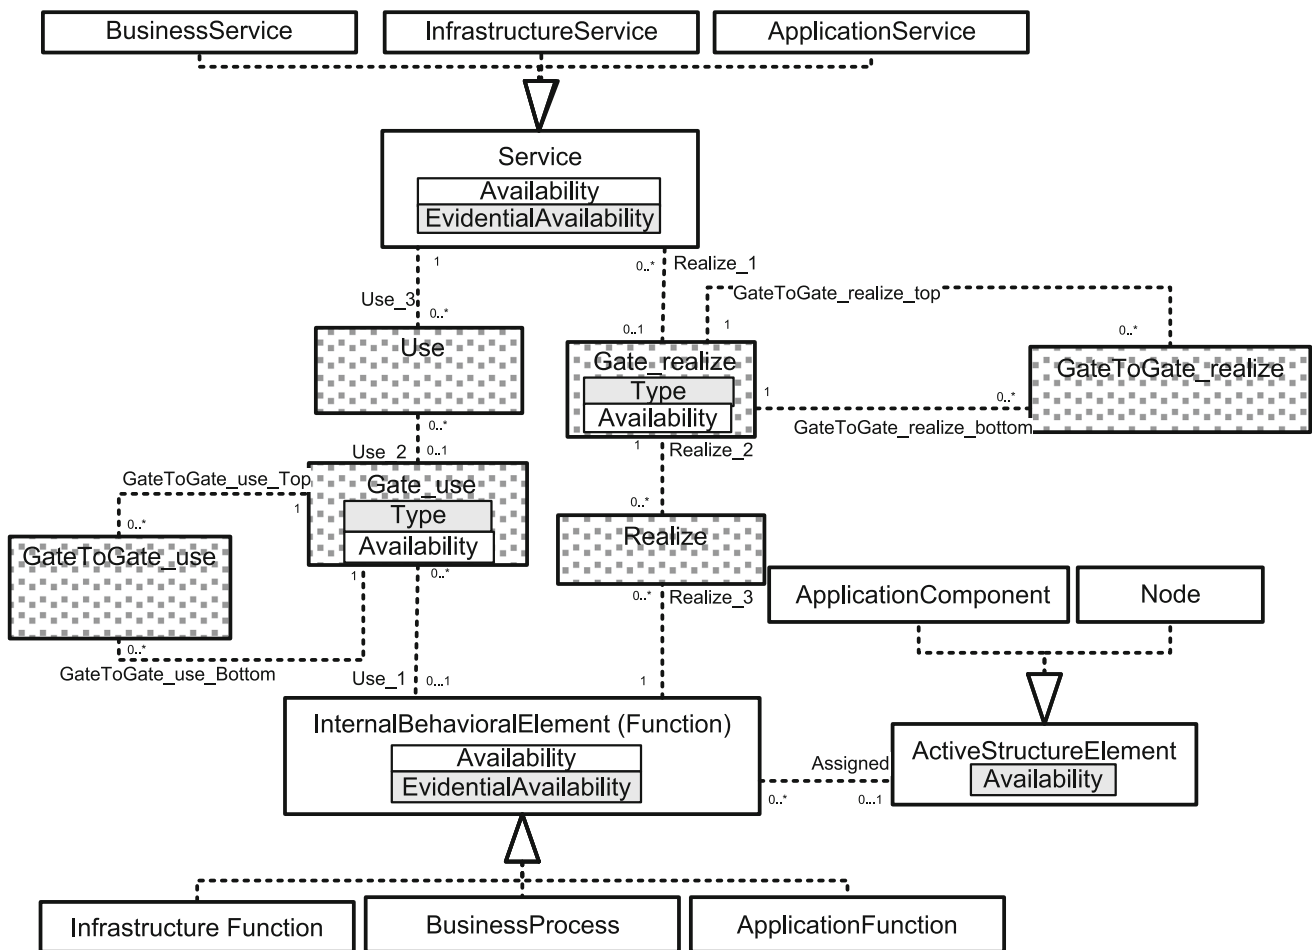 BusinessService
InfrastructureService
ApplicationService
Service
Availability
EvidentialAvailability
1
0..*
Realize_1
Use_3
0..*
0..1
1
GateToGate_realize_top
0..*
Use
Gate_realize
Type
Availability
1
0..*
GateToGate_realize_bottom
GateToGate_realize
0..*
Use_2
0..1
1
Realize_2
GateToGate_use_Top
1
0..*
Gate_use
Type
Availability
0..*
Realize
GateToGate_use
1
0..*
0..*
Realize_3
ApplicationComponent
Node
0..*
GateToGate_use_Bottom
Use_1
0...1
1
InternalBehavioralElement (Function)
Availability
EvidentialAvailability
Assigned
0..*
0...1
ActiveStructureElement
Availability
Infrastructure Function
BusinessProcess
ApplicationFunction